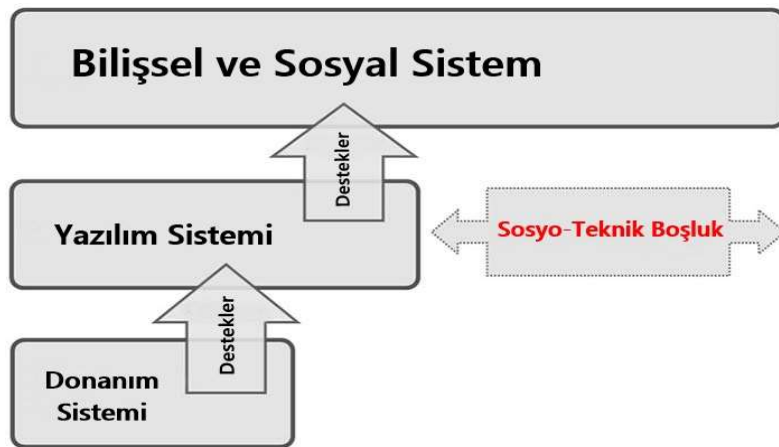 Bilişsel ve Sosyal Sistem
Destekler
Yazılım Sistemi
Sosyo-Teknik Boşluk
Destekler
Donanım
Sistemi